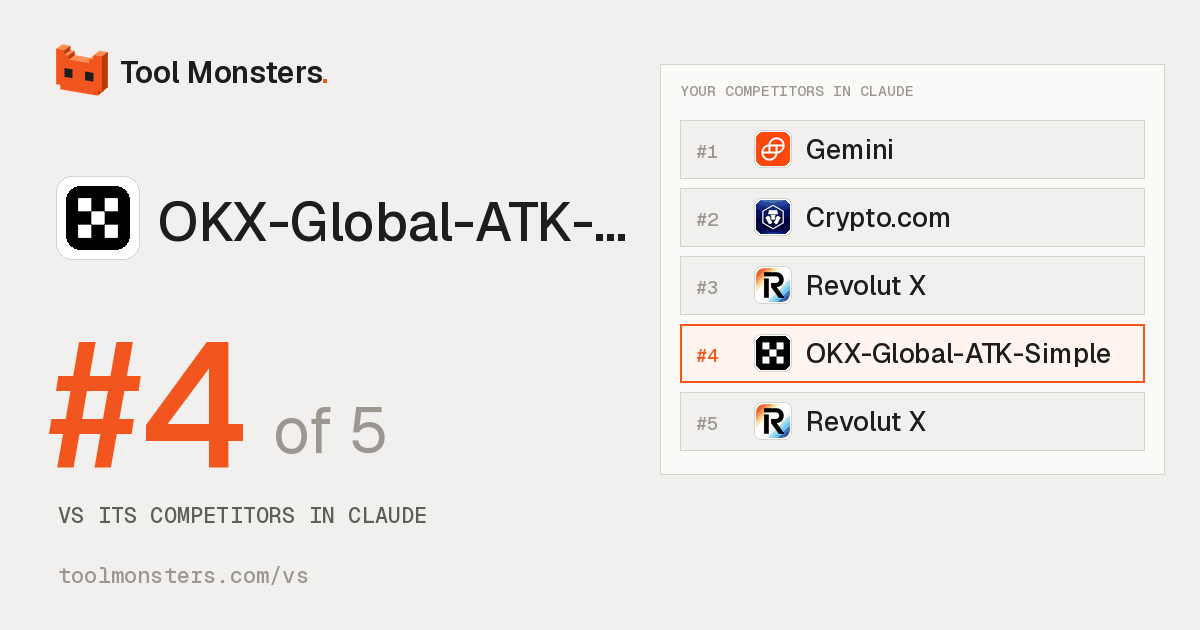 Tool Monsters.
OKX-Global-ATK-...
#4 of 5
VS ITS COMPETITORS IN CLAUDE
toolmonsters.com/vs
YOUR COMPETITORS IN CLAUDE
#1 Gemini
#2 Crypto.com
#3 Revolut X
#4 OKX-Global-ATK-Simple
#5 Revolut X